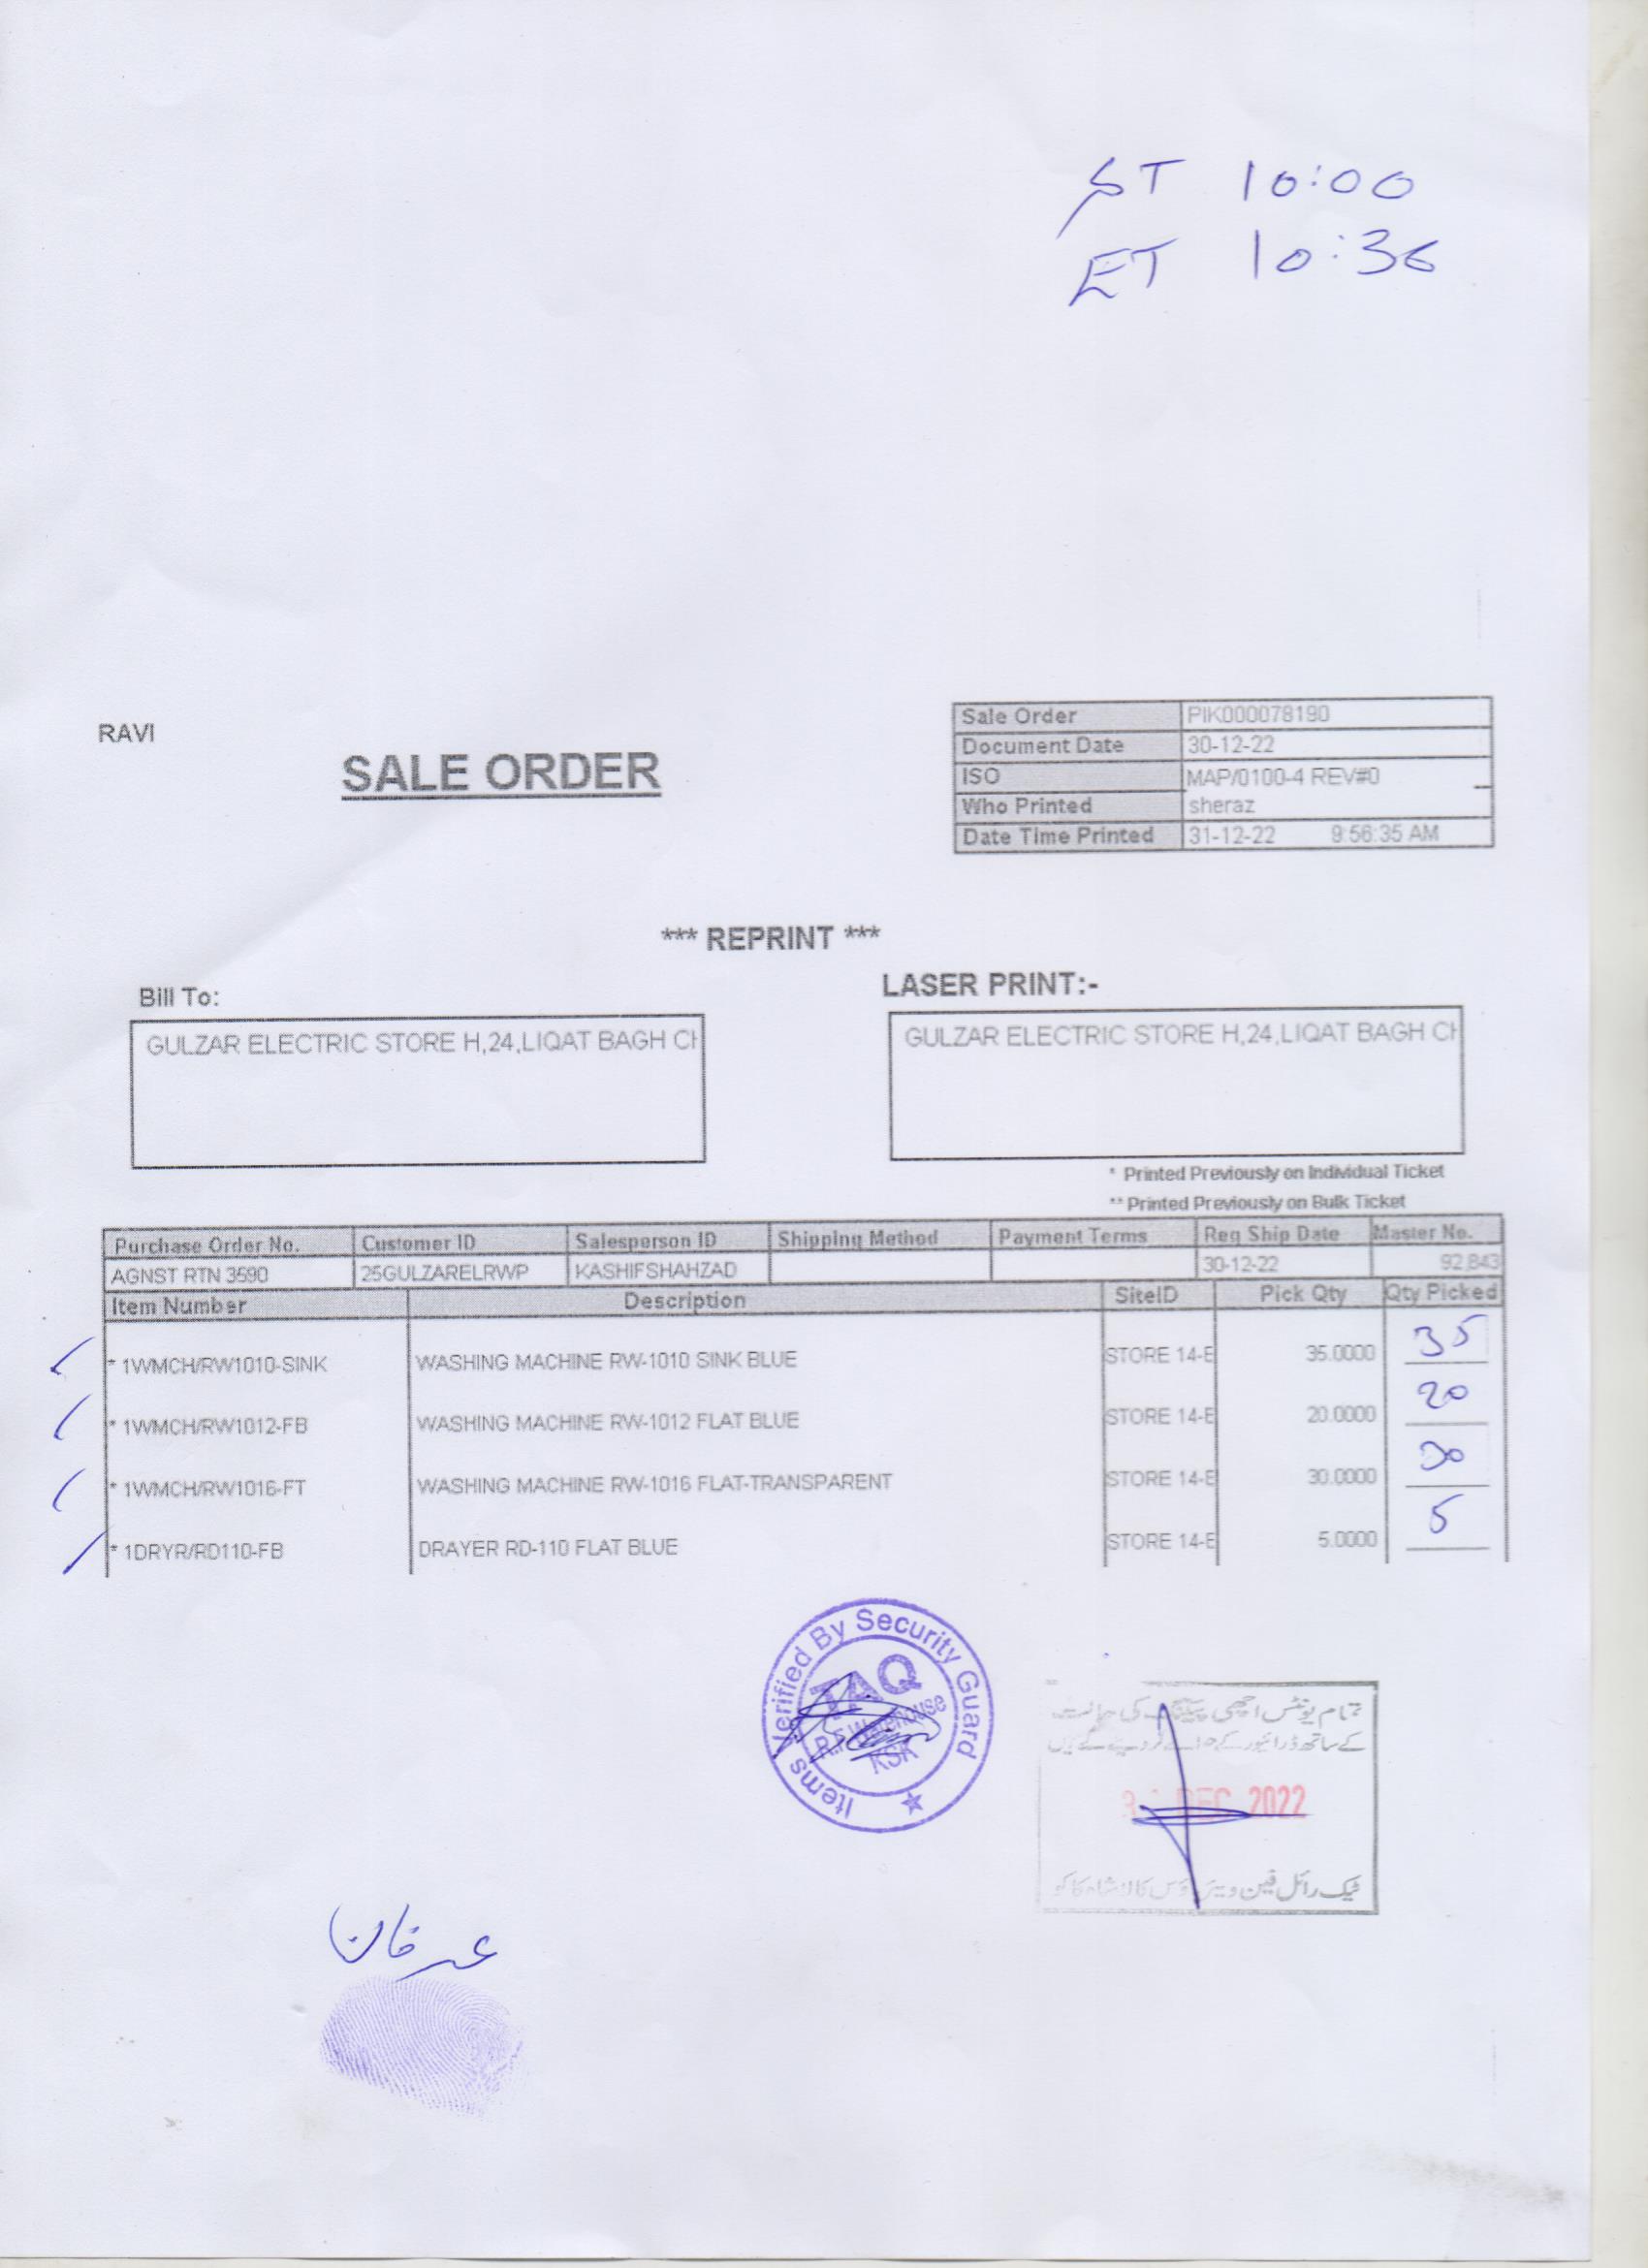 ST 10:00
ET 10:36
RAVI
SALE ORDER
Sale Order PIK000078190
Document Date 30-12-22
ISO MAP/0100-4 REV#0
Who Printed sheraz
Date Time Printed 31-12-22 9:56:35 AM
*** REPRINT ***
Bill To:
LASER PRINT:-
GULZAR ELECTRIC STORE H,24,LIQAT BAGH CH
GULZAR ELECTRIC STORE H,24,LIQAT BAGH CH
* Printed Previously on Individual Ticket
** Printed Previously on Bulk Ticket
Purchase Order No. Customer ID Salesperson ID Shipping Method Payment Terms Req Ship Date Master No.
AGNST RTN 3590 25GULZARELRWP KASHIFSHAHZAD 30-12-22 92,843
Item Number Description SiteID Pick Qty Qty Picked
* 1WMCH/RW1010-SINK WASHING MACHINE RW-1010 SINK BLUE STORE 14-E 35.0000 35
* 1WMCH/RW1012-FB WASHING MACHINE RW-1012 FLAT BLUE STORE 14-E 20.0000 20
* 1WMCH/RW1016-FT WASHING MACHINE RW-1016 FLAT-TRANSPARENT STORE 14-E 30.0000 30
* 1DRYR/RD110-FB DRAYER RD-110 FLAT BLUE STORE 14-E 5.0000 5
Items Verified By Security Guard
TAQ
R.F Warehouse
KSK
تمام یونٹس اچھی پیکنگ کی حالت
کے ساتھ ڈرائیور کے حوالے کر دیئے گئے ہیں
DEC 2022
ٹیک رائل فین ویئر ہاؤس کالا شاہ کاکو
عرفان